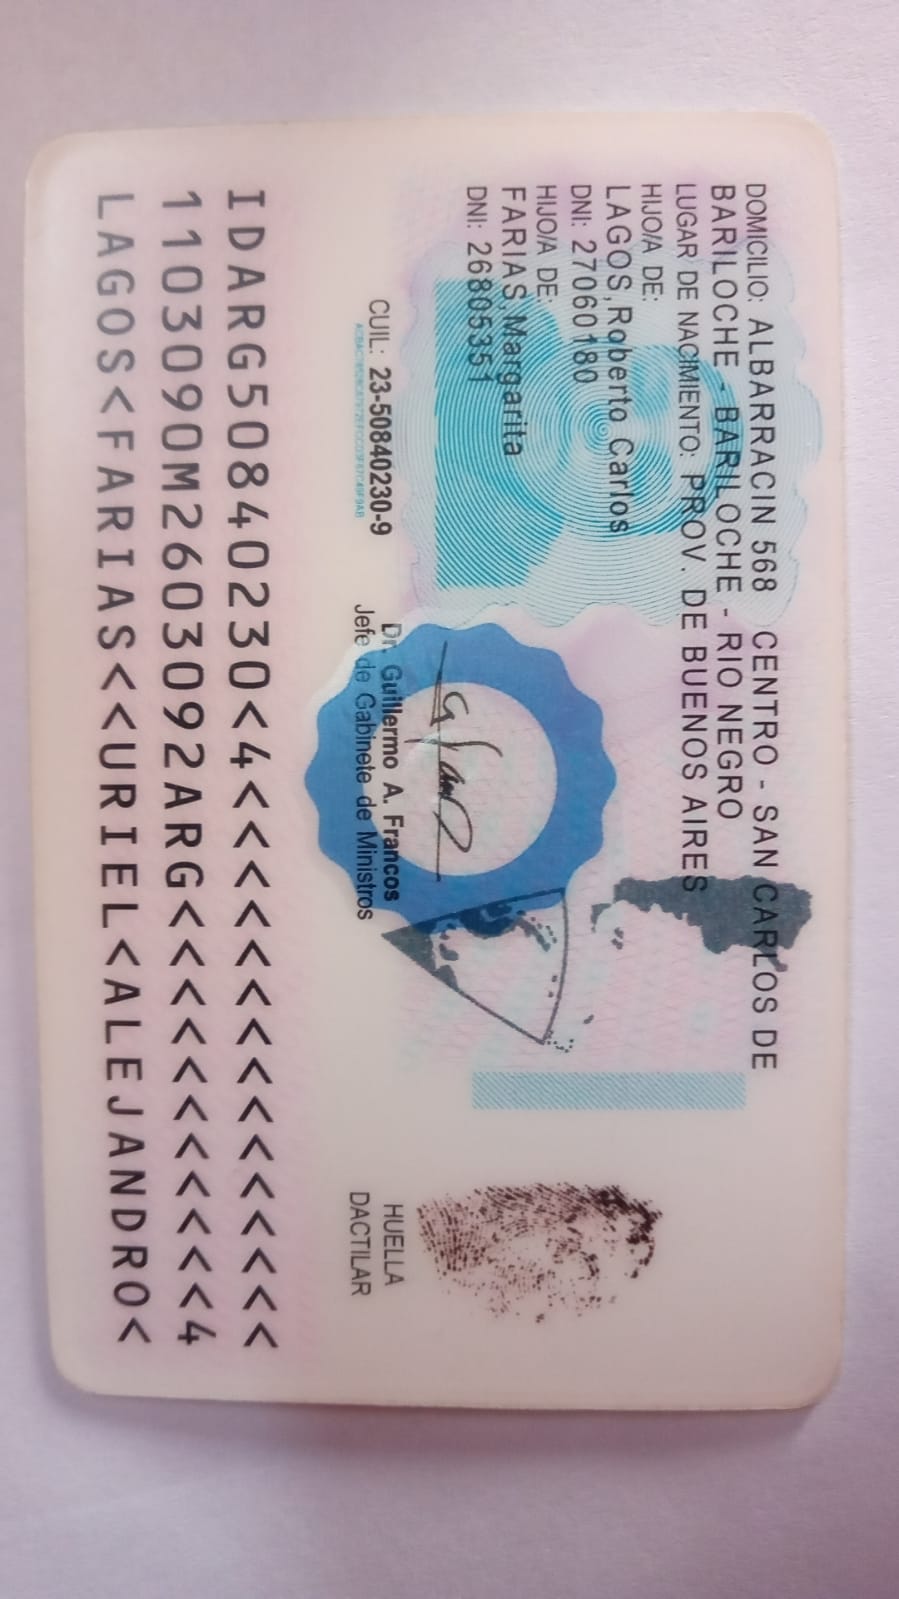 DOMICILIO: ALBARRACIN 568 CENTRO - SAN CARLOS DE
BARILOCHE - BARILOCHE - RIO NEGRO
LUGAR DE NACIMIENTO: PROV. DE BUENOS AIRES
HIJO/A DE:
LAGOS,Roberto Carlos
DNI: 27060180
HIJO/A DE:
FARIAS,Margarita
DNI: 26805351
CUIL: 23-50840230-9
Dr. Guillermo A. Francos
Jefe de Gabinete de Ministros
HUELLA
DACTILAR
IDARG50840230<4<<<<<<<<<<<<<<<
1103090M2603092ARG<<<<<<<<<<<4
LAGOS<FARIAS<<URIEL<ALEJANDRO<